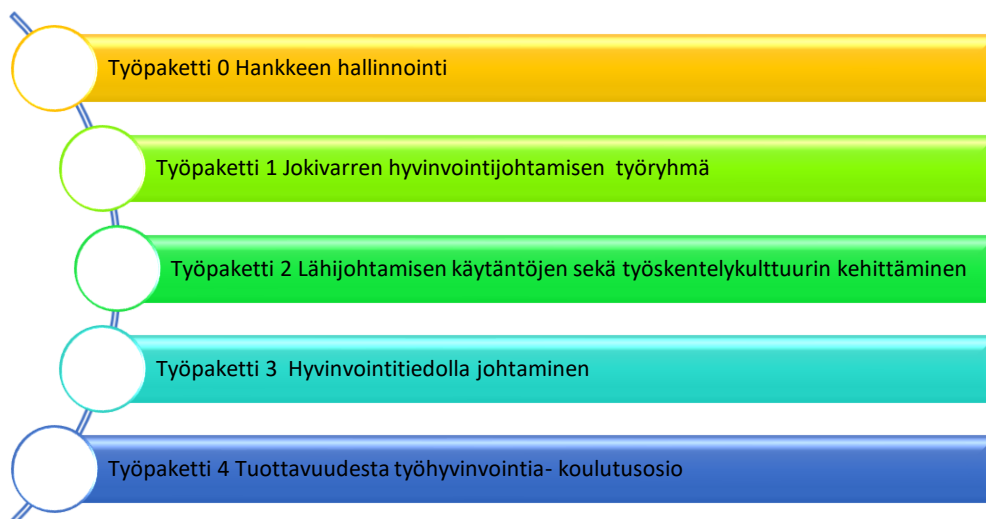 Työpaketti 0 Hankkeen hallinnointi
Työpaketti 1 Jokivarren hyvinvointijohtamisen  työryhmä
Työpaketti 2 Lähijohtamisen käytäntöjen sekä työskentelykulttuurin kehittäminen
Työpaketti 3  Hyvinvointitiedolla johtaminen
Työpaketti 4 Tuottavuudesta työhyvinvointia- koulutusosio